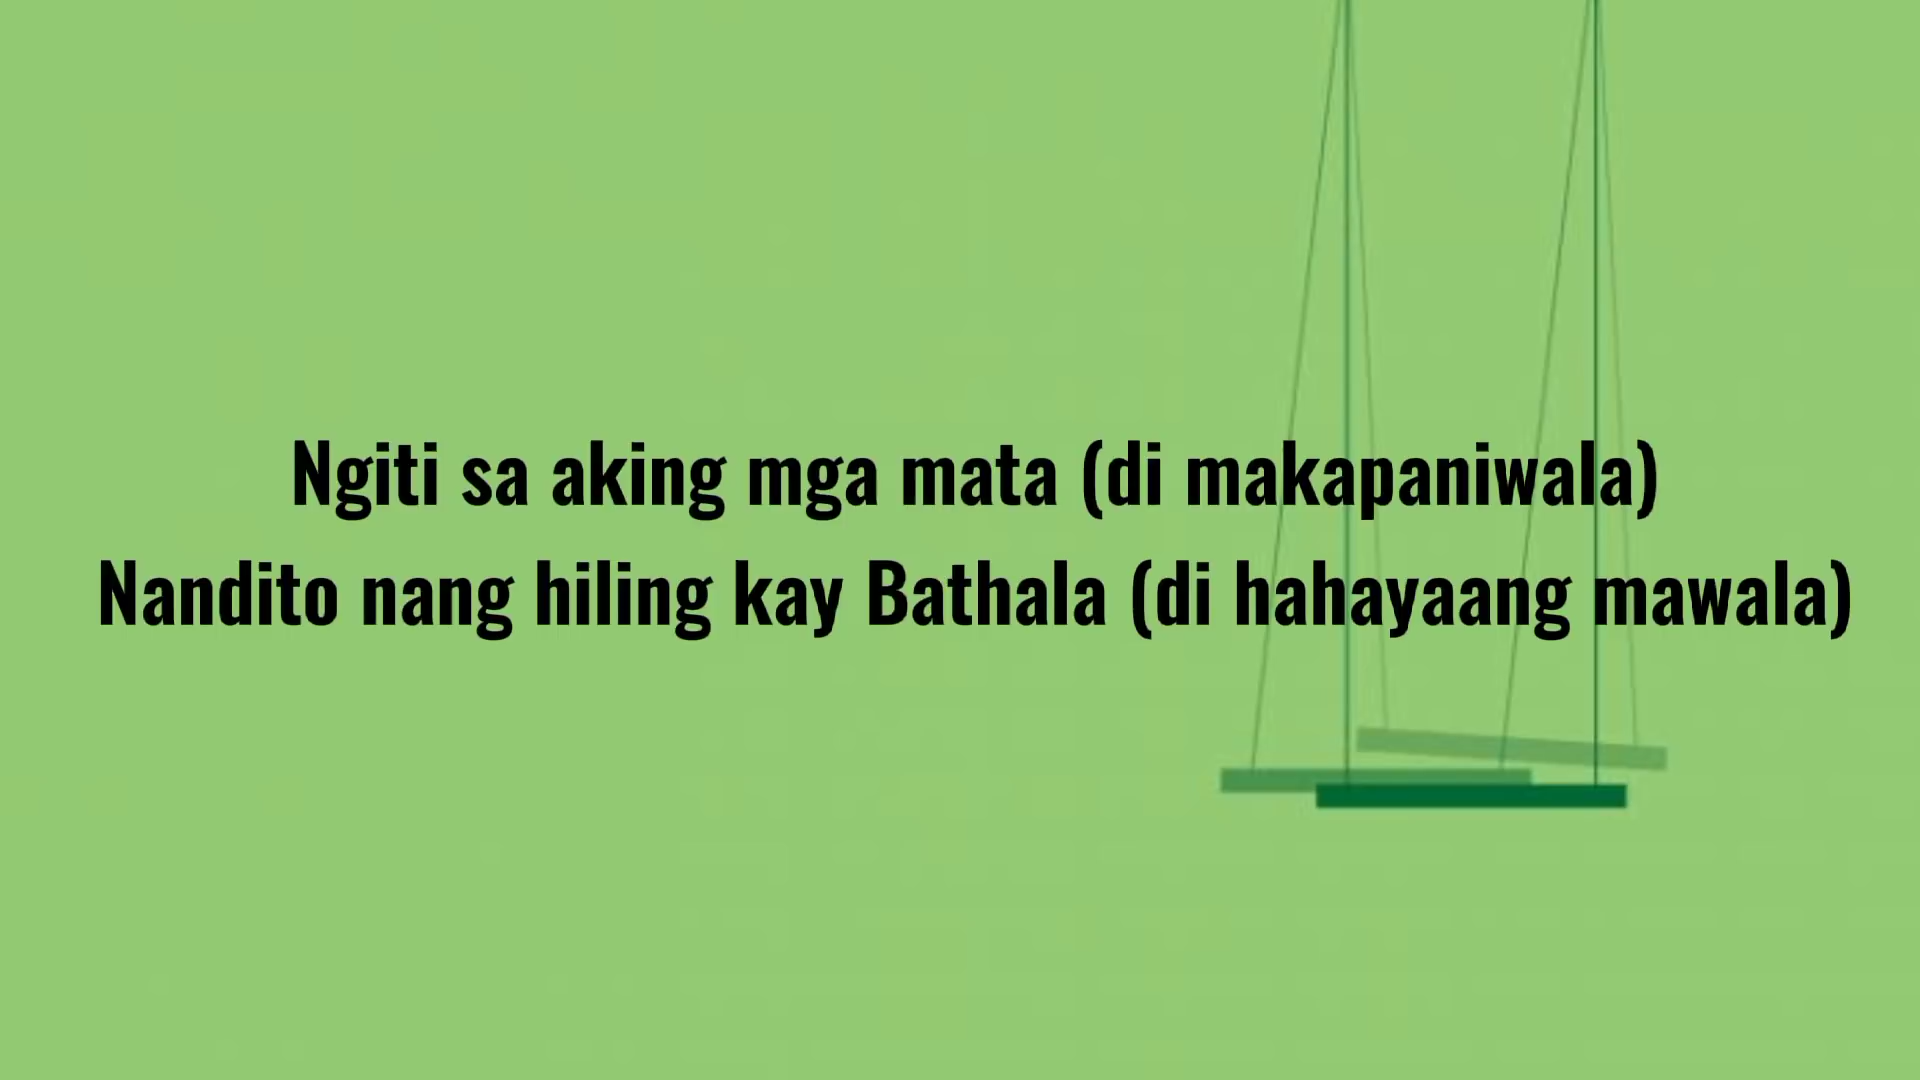 Ngiti sa aking mga mata (di makapaniwala)
Nandito nang hiling kay Bathala (di hahayaang mawala)